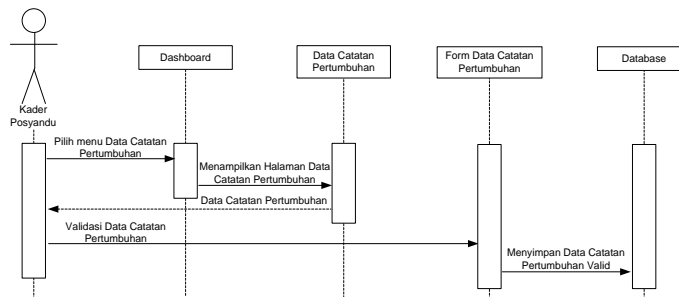 Dashboard
Data Catatan
Pertumbuhan
Form Data Catatan
Pertumbuhan
Database
Kader
Posyandu
Pilih menu Data Catatan
Pertumbuhan
Menampilkan Halaman Data
Catatan Pertumbuhan
Data Catatan Pertumbuhan
Validasi Data Catatan
Pertumbuhan
Menyimpan Data Catatan
Pertumbuhan Valid